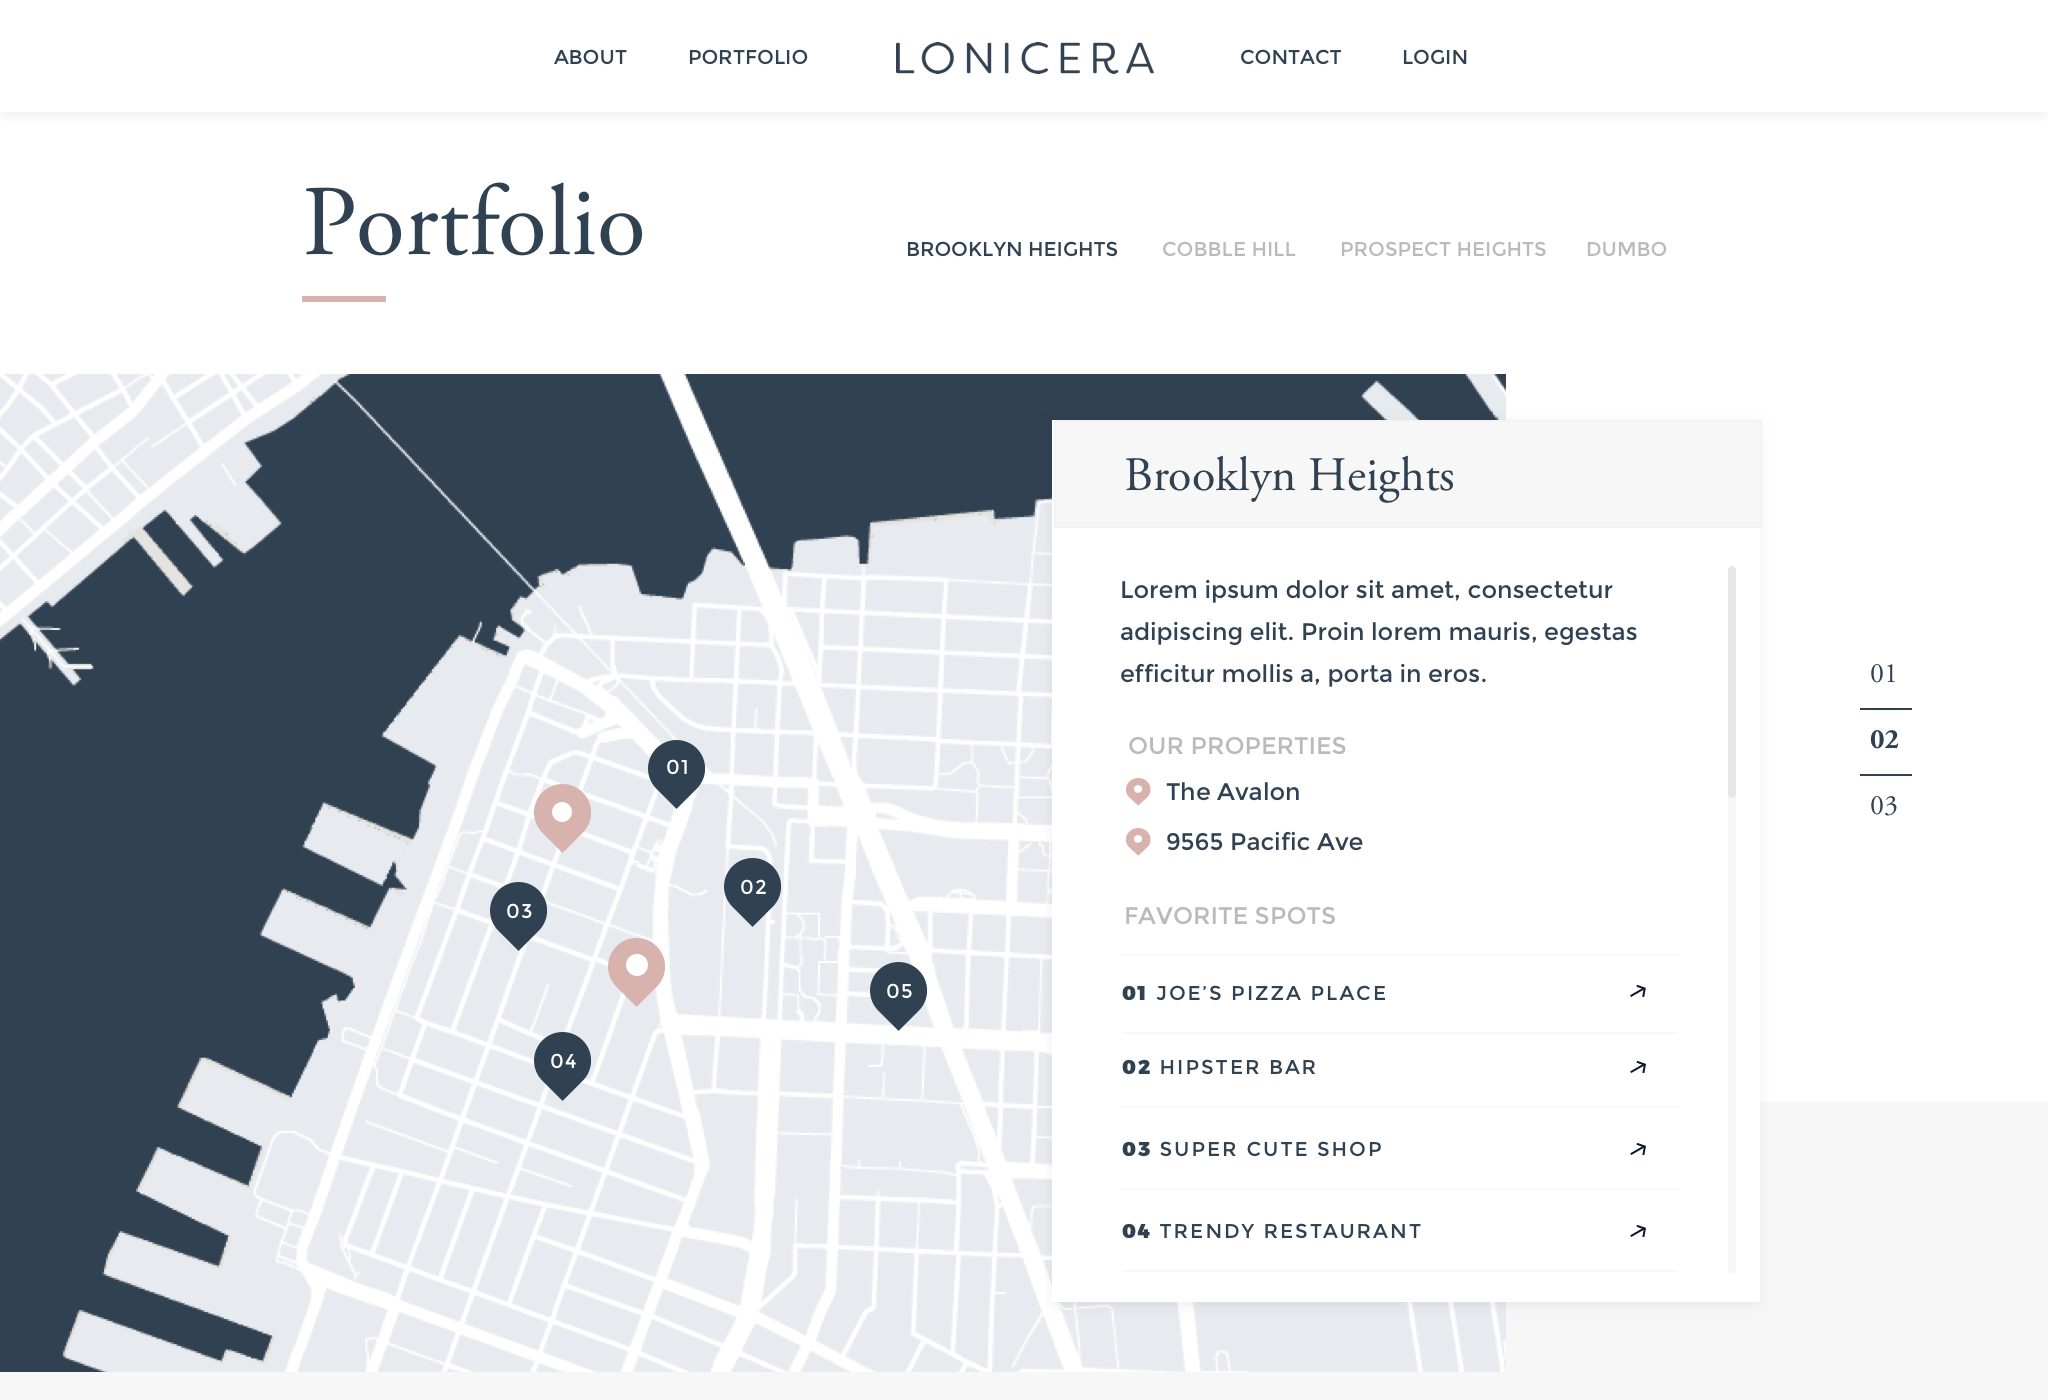 ABOUT PORTFOLIO LONICERA CONTACT LOGIN
Portfolio
BROOKLYN HEIGHTS COBBLE HILL PROSPECT HEIGHTS DUMBO
01
02
03
04
05
Brooklyn Heights
Lorem ipsum dolor sit amet, consectetur
adipiscing elit. Proin lorem mauris, egestas
efficitur mollis a, porta in eros.
OUR PROPERTIES
The Avalon
9565 Pacific Ave
FAVORITE SPOTS
01 JOE’S PIZZA PLACE
02 HIPSTER BAR
03 SUPER CUTE SHOP
04 TRENDY RESTAURANT
01
02
03